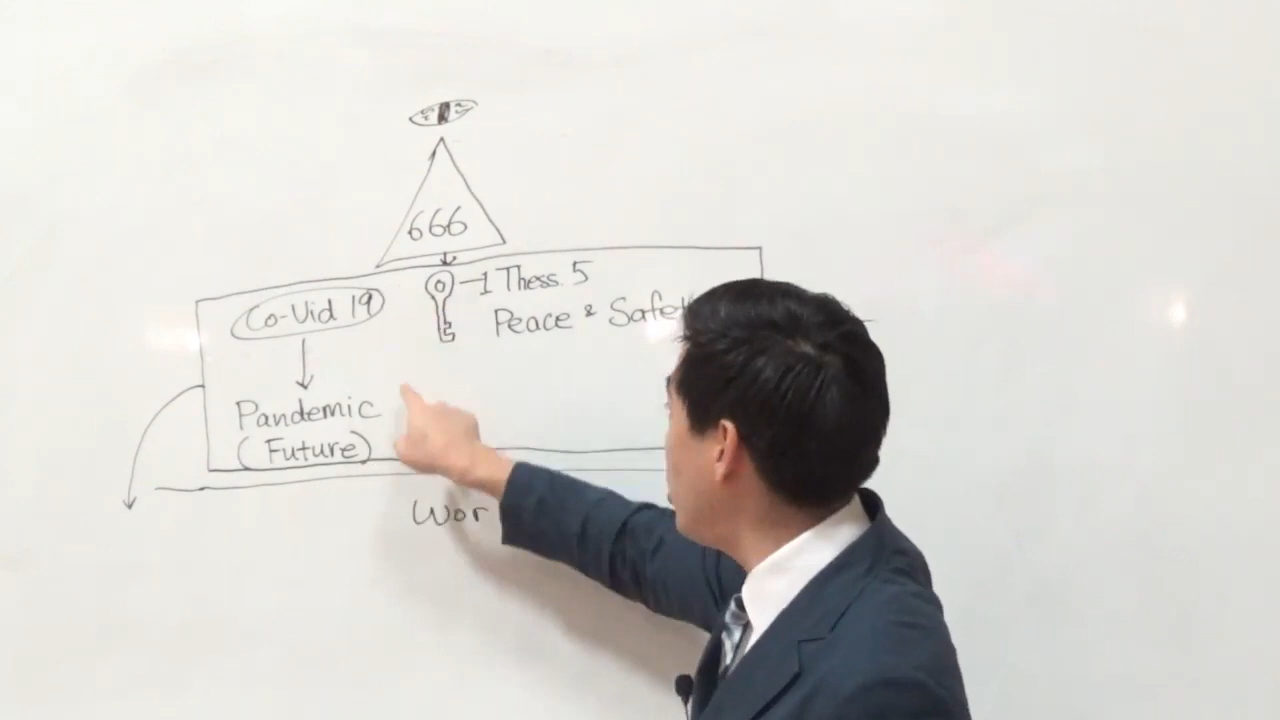 666
Co-Vid 19
1 Thess. 5
Peace & Safe
Pandemic
(Future)
Wor